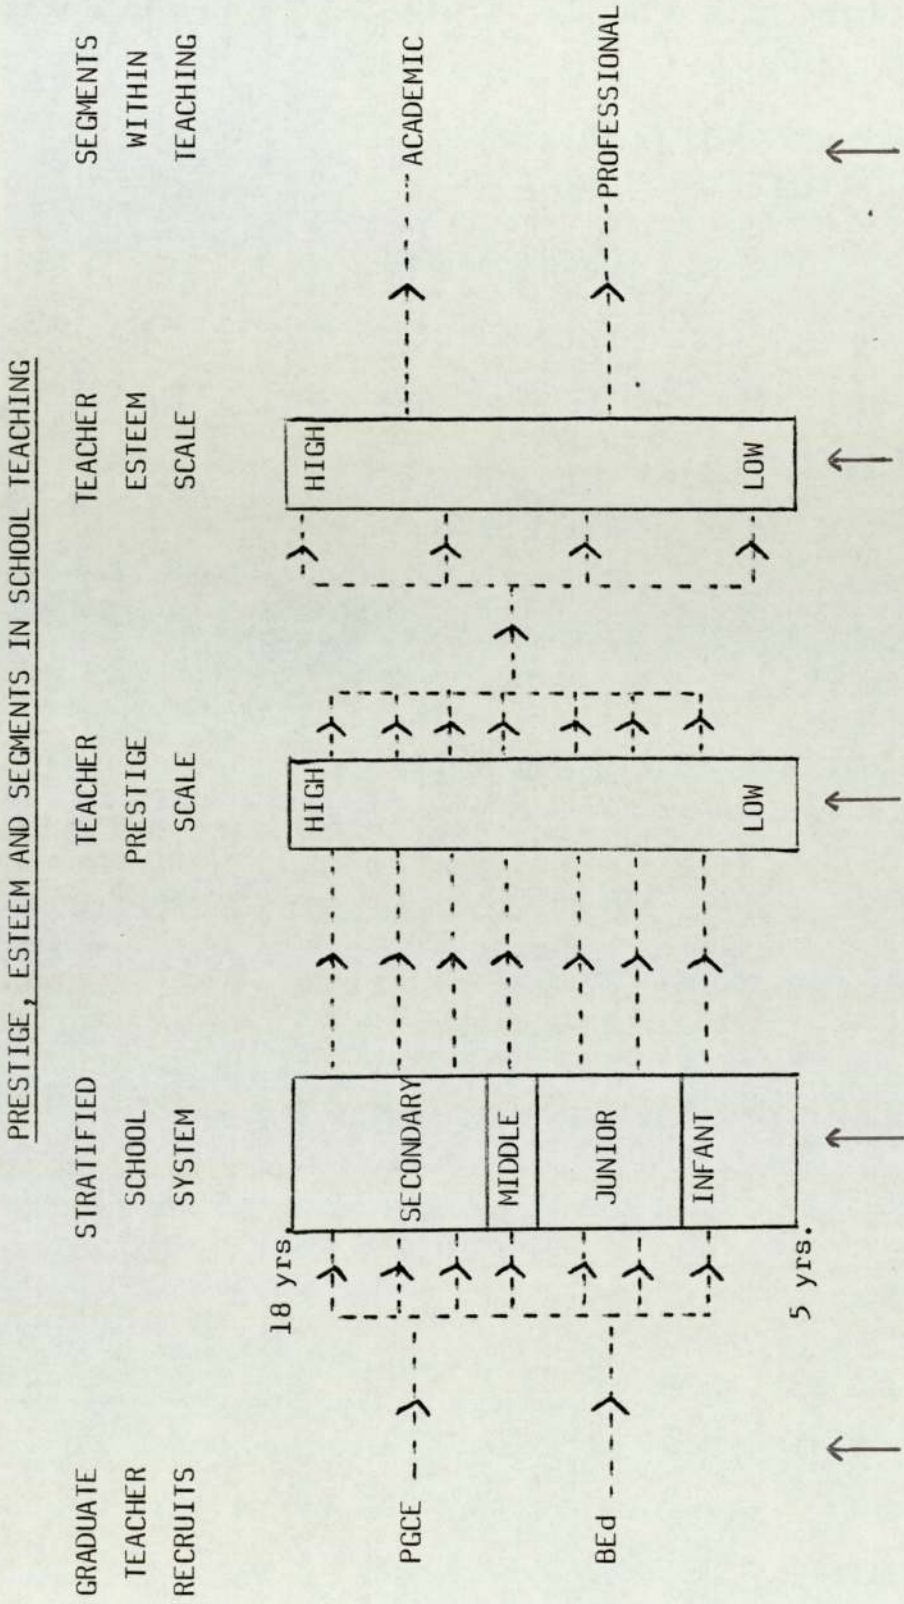 PRESTIGE, ESTEEM AND SEGMENTS IN SCHOOL TEACHING
GRADUATE
TEACHER
RECRUITS
STRATIFIED
SCHOOL
SYSTEM
TEACHER
PRESTIGE
SCALE
TEACHER
ESTEEM
SCALE
SEGMENTS
WITHIN
TEACHING
PGCE
BEd
18 yrs.
SECONDARY
MIDDLE
JUNIOR
INFANT
5 yrs.
HIGH
LOW
HIGH
LOW
ACADEMIC
PROFESSIONAL